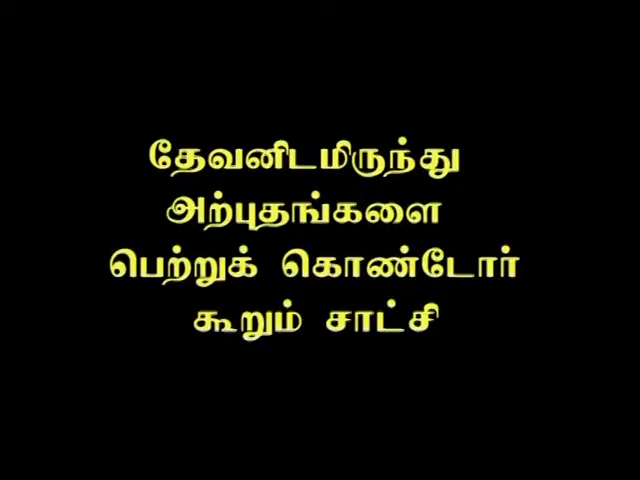 தேவனிடமிருந்து
அற்புதங்களை
பெற்றுக் கொண்டோர்
கூறும் சாட்சி